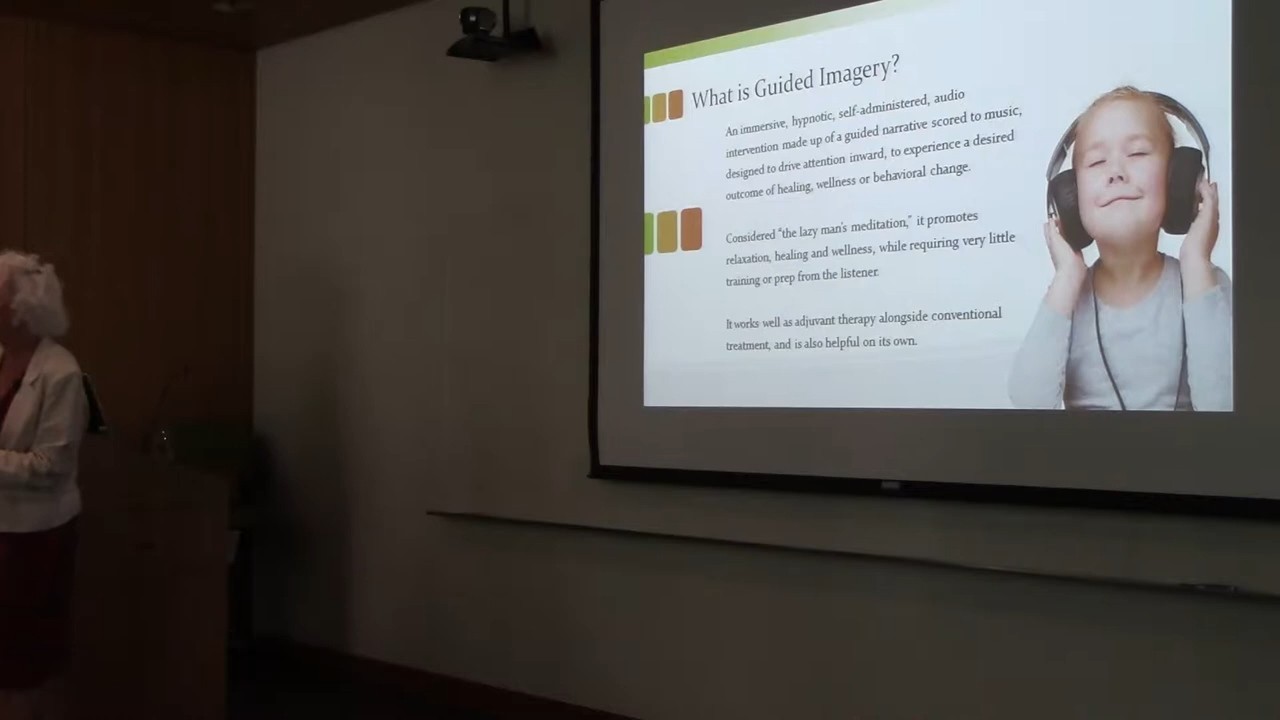 What is Guided Imagery?
An immersive, hypnotic, self-administered, audio
intervention made up of a guided narrative scored to music,
designed to drive attention inward, to experience a desired
outcome of healing, wellness or behavioral change.
Considered "the lazy man's meditation," it promotes
relaxation, healing and wellness, while requiring very little
training or prep from the listener.
It works well as adjuvant therapy alongside conventional
treatment, and is also helpful on its own.